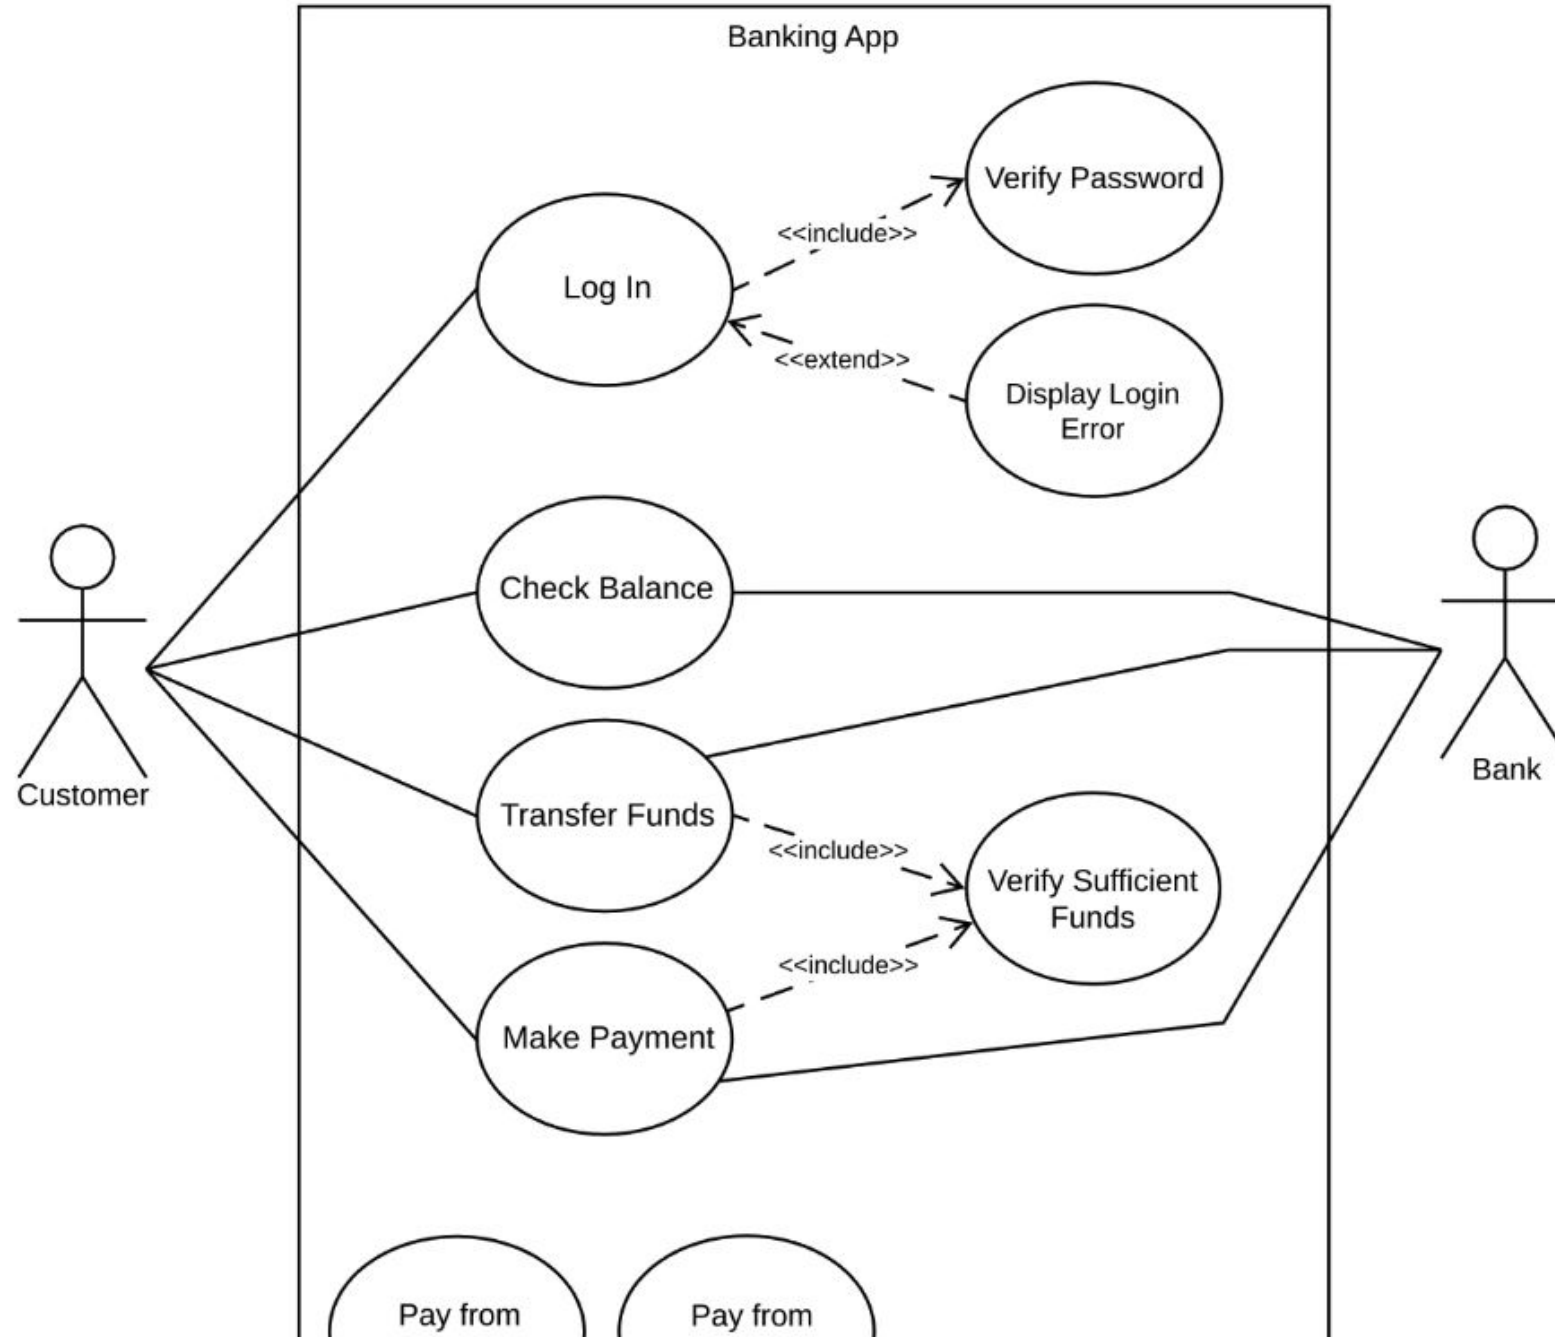 Banking App
Verify Password
<<include>>
Log In
<<extend>>
Display Login
Error
Check Balance
Customer
Bank
Transfer Funds
<<include>>
Verify Sufficient
Funds
<<include>>
Make Payment
Pay from
Pay from